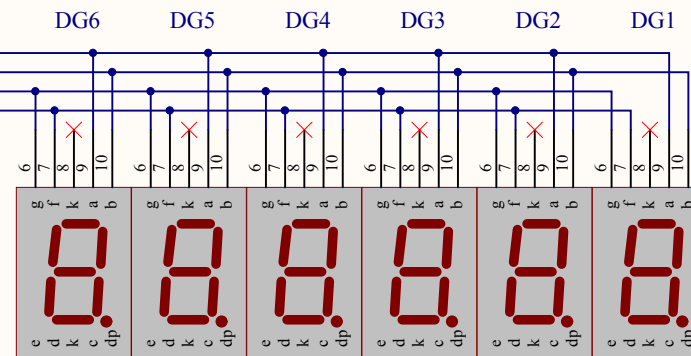 DG6 DG5 DG4 DG3 DG2 DG1
6 7 8 9 10 6 7 8 9 10 6 7 8 9 10 6 7 8 9 10 6 7 8 9 10 6 7 8 9 10
g f k a b g f k a b g f k a b g f k a b g f k a b g f k a b
e d k c dp e d k c dp e d k c dp e d k c dp e d k c dp e d k c dp